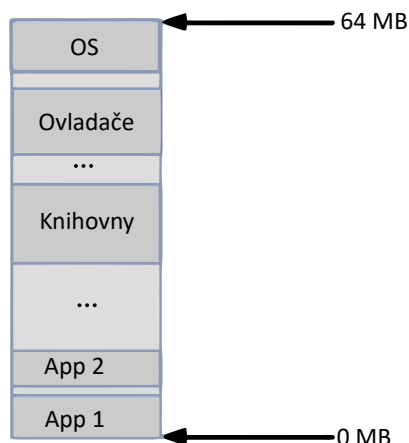 64 MB
OS
Ovladače
...
Knihovny
...
App 2
App 1
0 MB